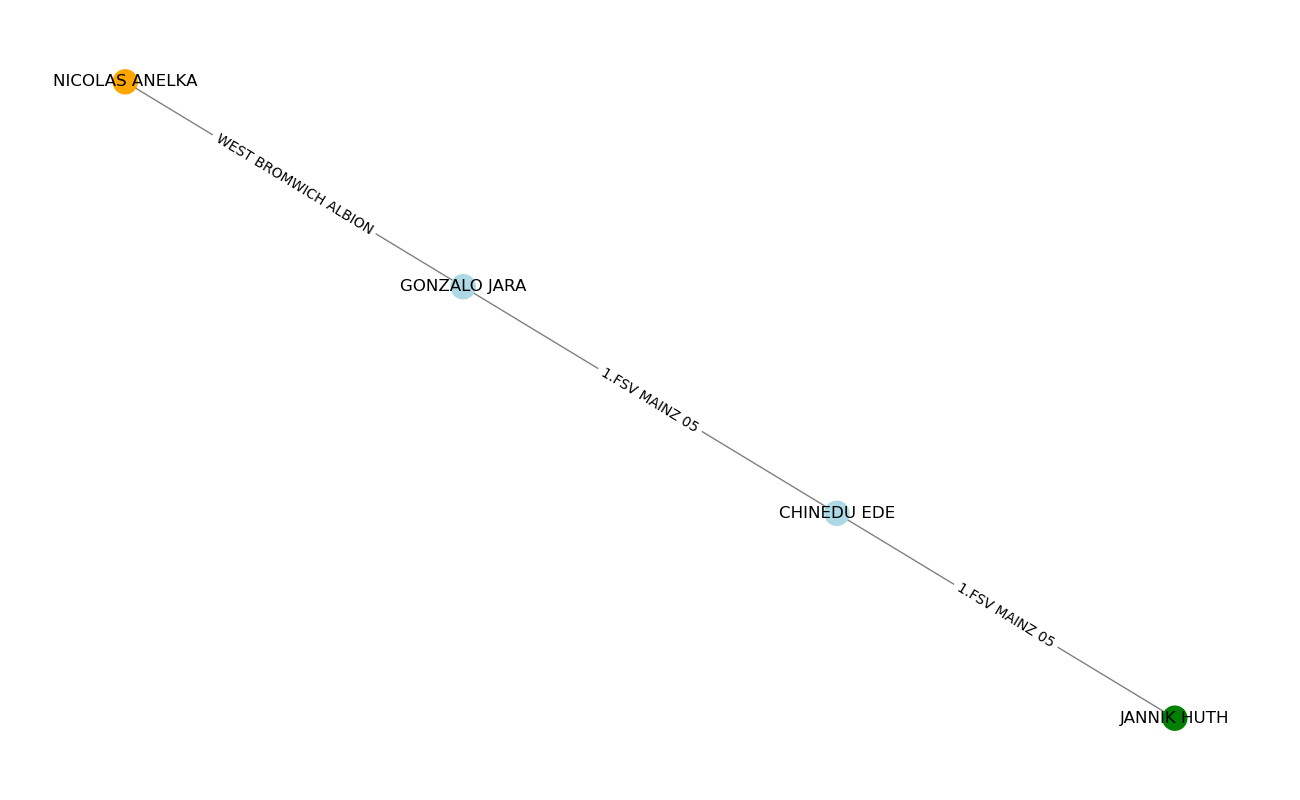 NICOLAS ANELKA
WEST BROMWICH ALBION
GONZALO JARA
1.FSV MAINZ 05
CHINEDU EDE
1.FSV MAINZ 05
JANNIK HUTH